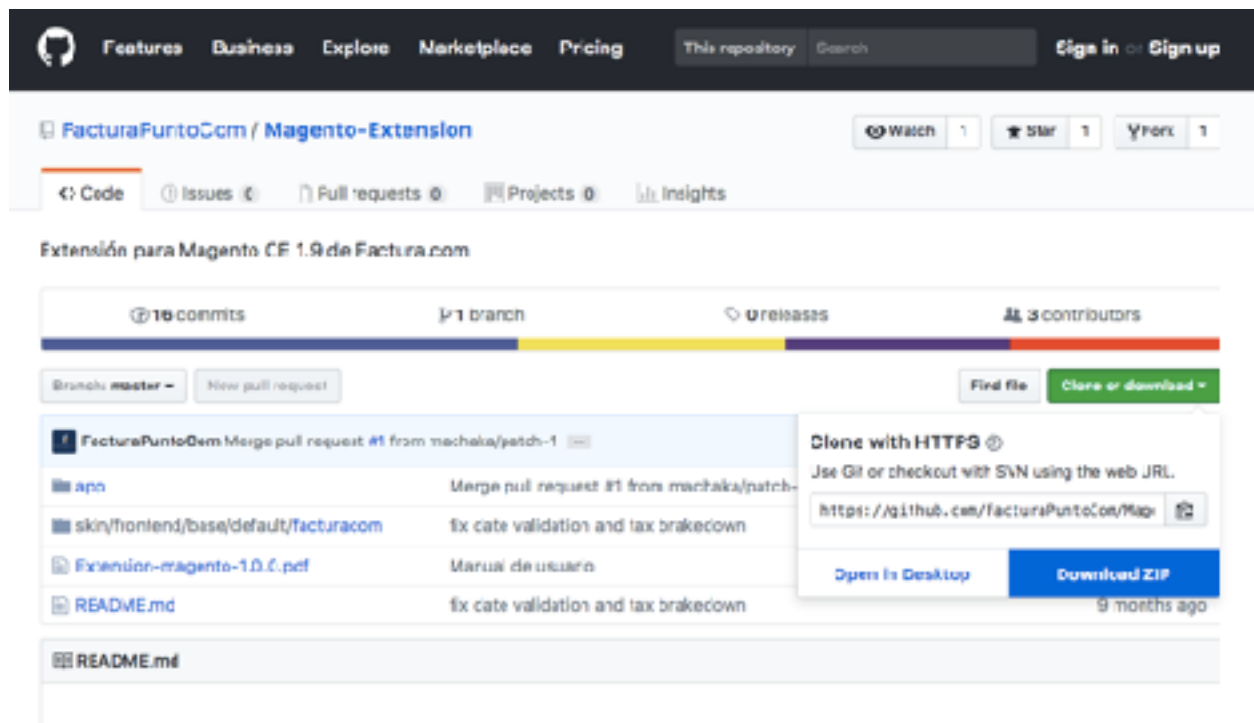 Features Business Explore Marketplace Pricing This repository Search Sign in or Sign up
FacturaPuntoCom / Magento-Extension Watch 1 Star 1 Fork 1
Code Issues 0 Pull requests 0 Projects 0 Insights
Extensión para Magento CE 1.9 de Factura.com
16 commits 1 branch 0 releases 3 contributors
Branch: master New pull request Find file Clone or download
FacturaPuntoCom Merge pull request #1 from machaka/patch-1 ...
app Merge pull request #1 from machaka/patch-
skin/frontend/base/default/facturacom fix date validation and tax brakedown
Extension-magento-1.0.0.pdf Manual de usuario
README.md fix date validation and tax brakedown 9 months ago
Clone with HTTPS
Use Git or checkout with SVN using the web URL.
https://github.com/FacturaPuntoCom/Mage
Open in Desktop Download ZIP
README.md